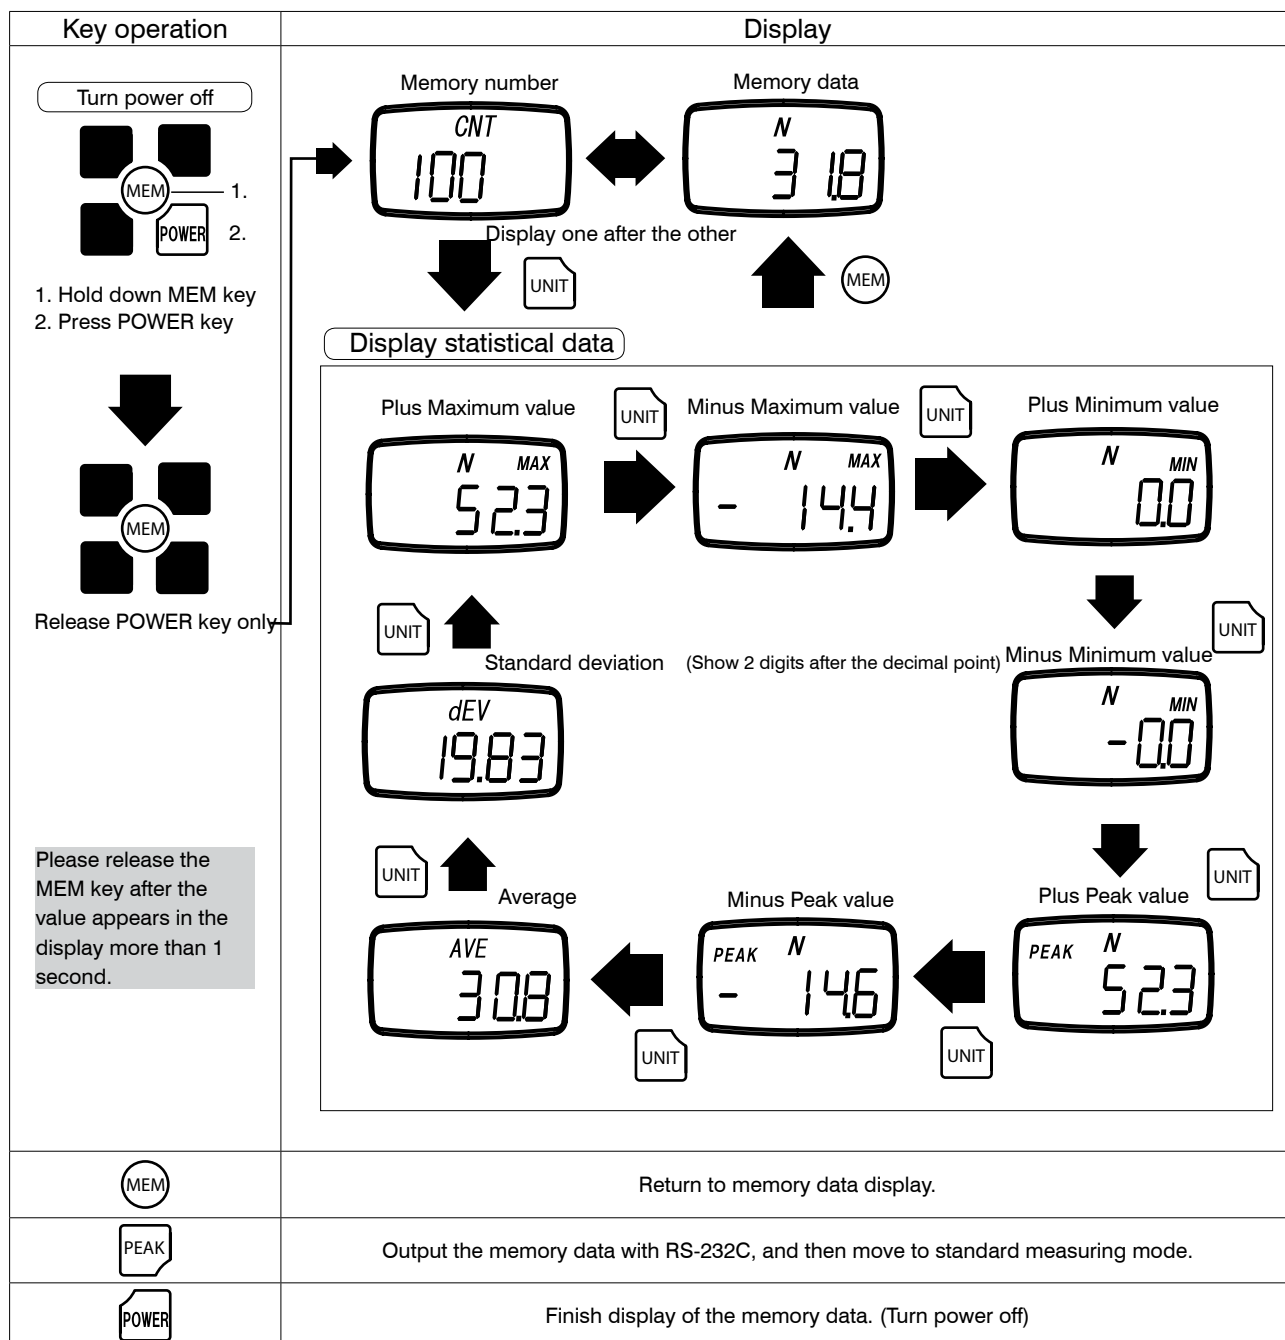 Key operation
Display
Turn power off
MEM
1.
POWER
2.
1. Hold down MEM key
2. Press POWER key
MEM
Release POWER key only
Please release the
MEM key after the
value appears in the
display more than 1
second.
Memory number
Memory data
CNT
100
N
31.8
Display one after the other
UNIT
MEM
Display statistical data
Plus Maximum value
UNIT
Minus Maximum value
UNIT
Plus Minimum value
N MAX
52.3
N MAX
- 14.4
N MIN
0.0
UNIT
UNIT
Standard deviation
(Show 2 digits after the decimal point)
Minus Minimum value
dEV
19.83
N MIN
-0.0
UNIT
UNIT
Average
Minus Peak value
Plus Peak value
AVE
30.8
PEAK N
- 14.6
PEAK N
52.3
UNIT
UNIT
MEM
Return to memory data display.
PEAK
Output the memory data with RS-232C, and then move to standard measuring mode.
POWER
Finish display of the memory data. (Turn power off)